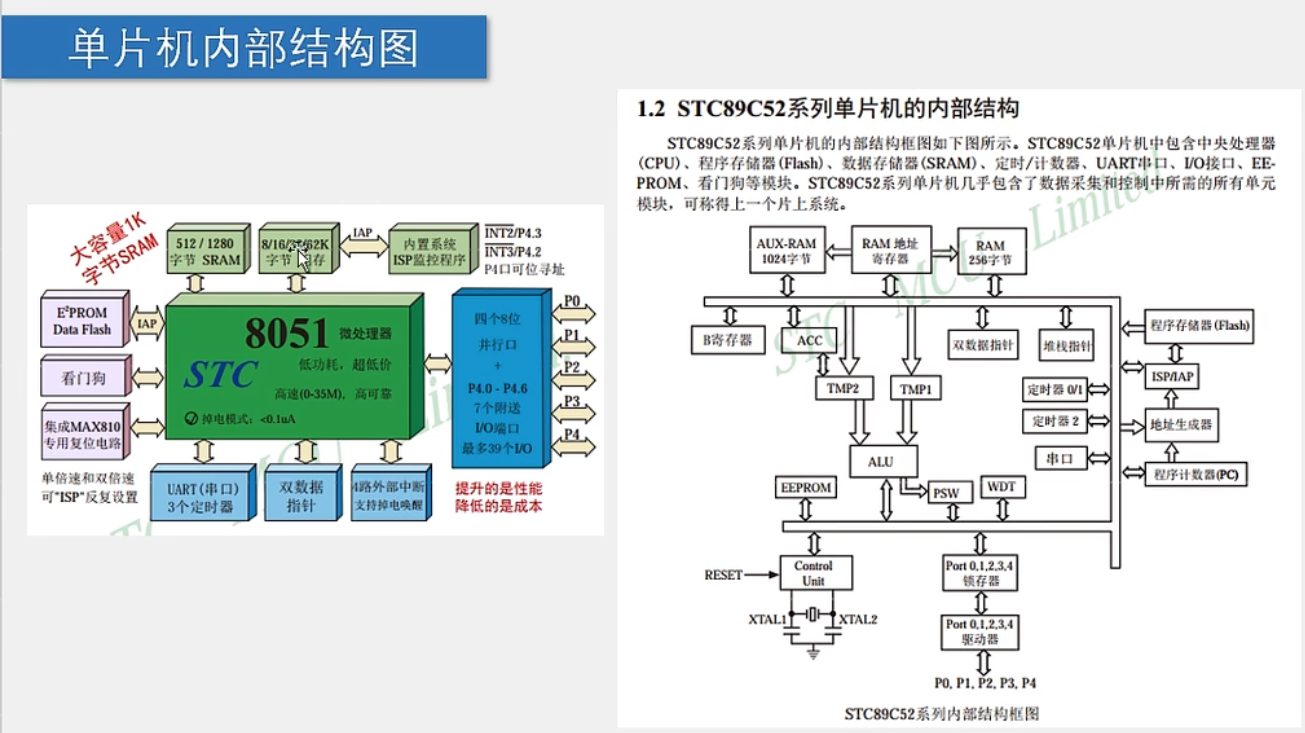 单片机内部结构图
大容量1K
字节SRAM
512 / 1280
字节 SRAM
字节
IAP
内置系统
ISP监控程序
INT2/P4.3
INT3/P4.2
P4口可位寻址
E²PROM
Data Flash
IAP
看门狗
集成MAX810
专用复位电路
单倍速和双倍速
可"ISP"反复设置
8051 微处理器
STC
低功耗，超低价
高速(0-35M)，高可靠
掉电模式：<0.1uA
四个8位
并行口
+
P4.0 - P4.6
7个附送
I/O端口
最多39个I/O
P0
P1
P2
P3
P4
UART(串口)
3个定时器
双数据
指针
4路外部中断
支持掉电唤醒
提升的是性能
降低的是成本
1.2 STC89C52系列单片机的内部结构
STC89C52系列单片机的内部结构框图如下图所示。STC89C52单片机中包含中央处理器
(CPU)、程序存储器(Flash)、数据存储器(SRAM)、定时/计数器、UART串口、I/O接口、EE-
PROM、看门狗等模块。STC89C52系列单片机几乎包含了数据采集和控制中所需的所有单元
模块，可称得上一个片上系统。
AUX-RAM
1024字节
RAM 地址
寄存器
RAM
256字节
B寄存器
ACC
双数据指针
堆栈指针
程序存储器(Flash)
TMP2
TMP1
定时器 0/1
ISP/IAP
定时器 2
地址生成器
ALU
串口
程序计数器(PC)
EEPROM
PSW
WDT
RESET
Control
Unit
Port 0,1,2,3,4
锁存器
XTAL1
XTAL2
Port 0,1,2,3,4
驱动器
P0, P1, P2, P3, P4
STC89C52系列内部结构框图
STC MCU Limited